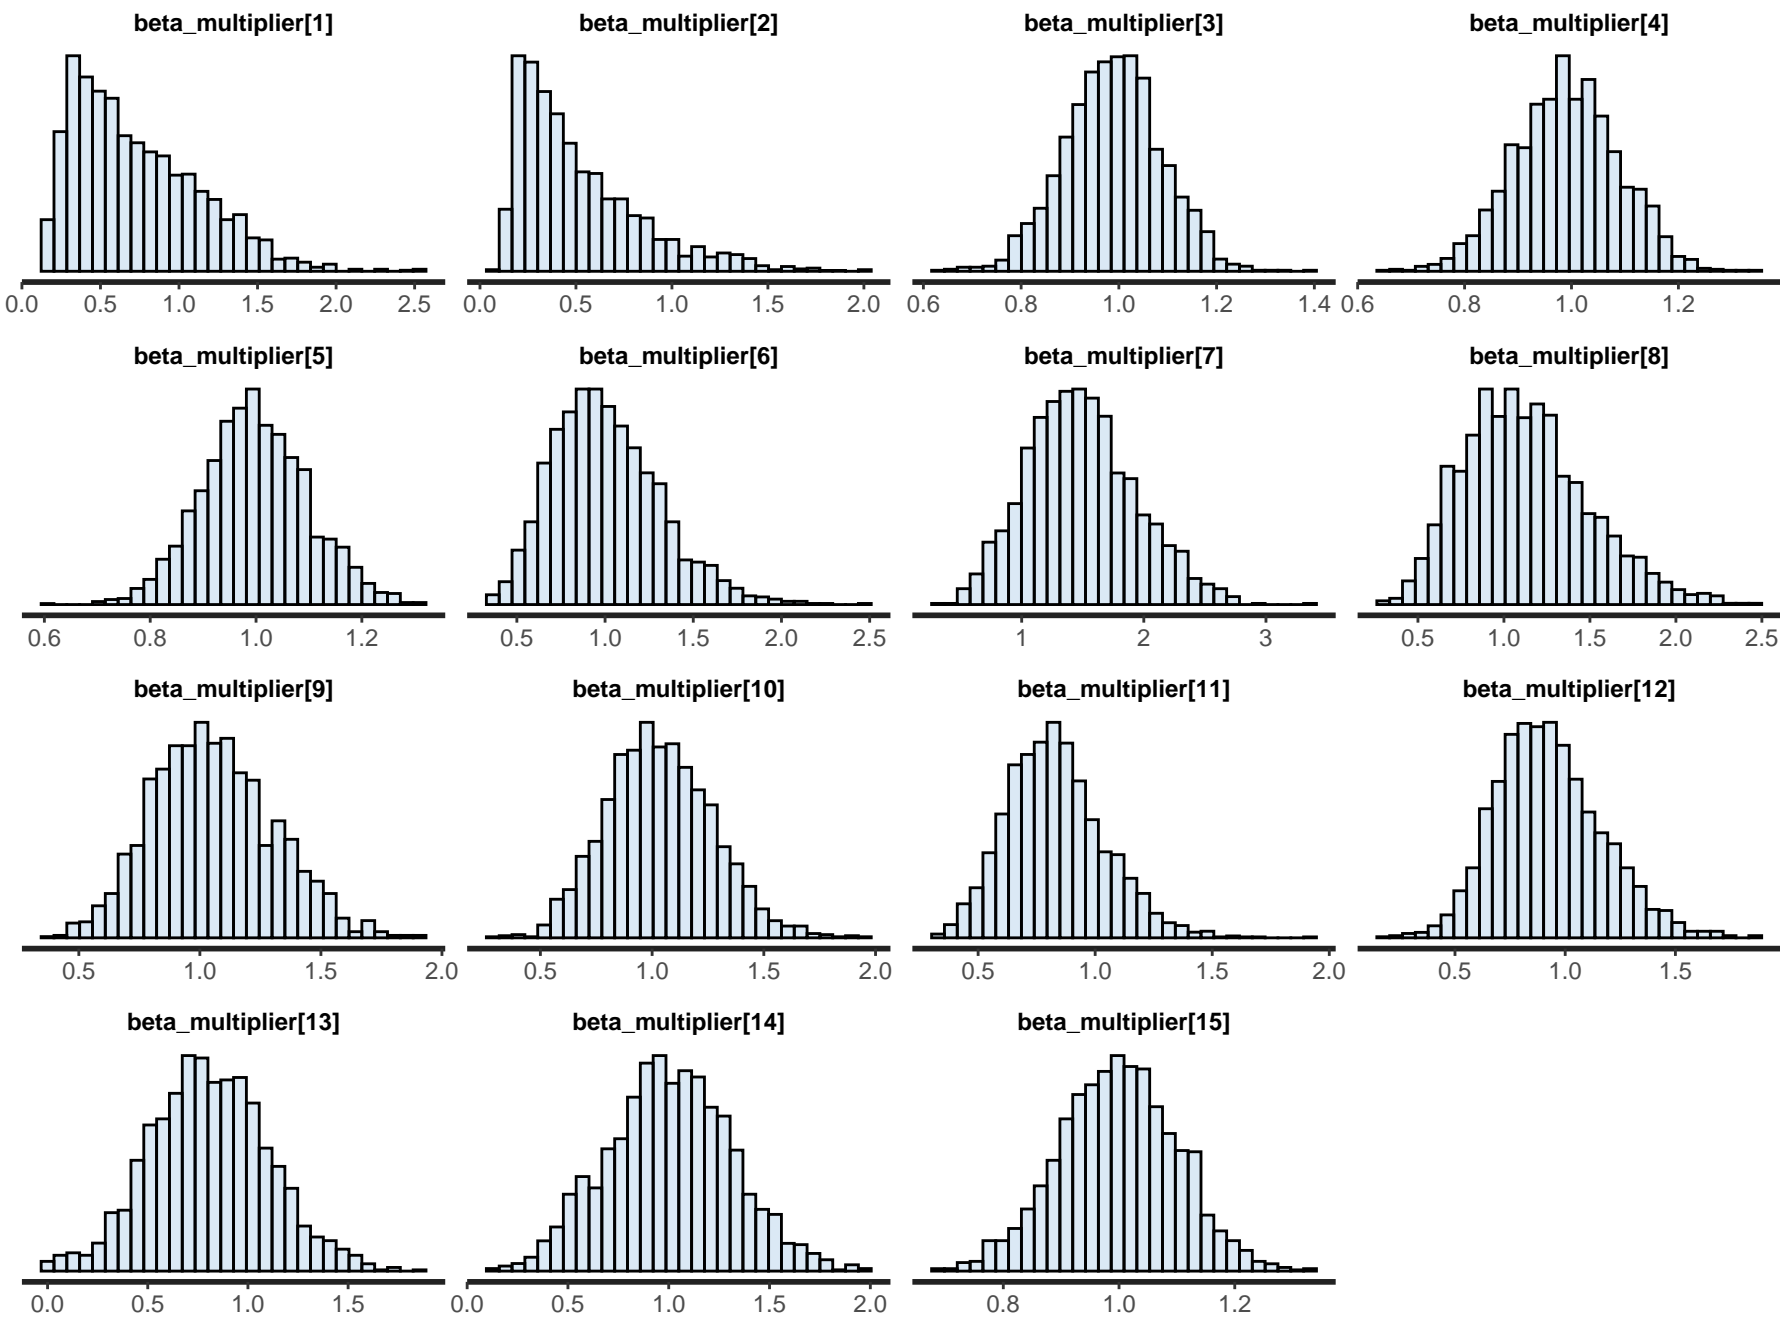 beta_multiplier[1] beta_multiplier[2] beta_multiplier[3] beta_multiplier[4]
0.0 0.5 1.0 1.5 2.0 2.5 0.0 0.5 1.0 1.5 2.0 0.6 0.8 1.0 1.2 1.4 0.6 0.8 1.0 1.2
beta_multiplier[5] beta_multiplier[6] beta_multiplier[7] beta_multiplier[8]
0.6 0.8 1.0 1.2 0.5 1.0 1.5 2.0 2.5 1 2 3 0.5 1.0 1.5 2.0 2.5
beta_multiplier[9] beta_multiplier[10] beta_multiplier[11] beta_multiplier[12]
0.5 1.0 1.5 2.0 0.5 1.0 1.5 2.0 0.5 1.0 1.5 2.0 0.5 1.0 1.5
beta_multiplier[13] beta_multiplier[14] beta_multiplier[15]
0.0 0.5 1.0 1.5 0.0 0.5 1.0 1.5 2.0 0.8 1.0 1.2